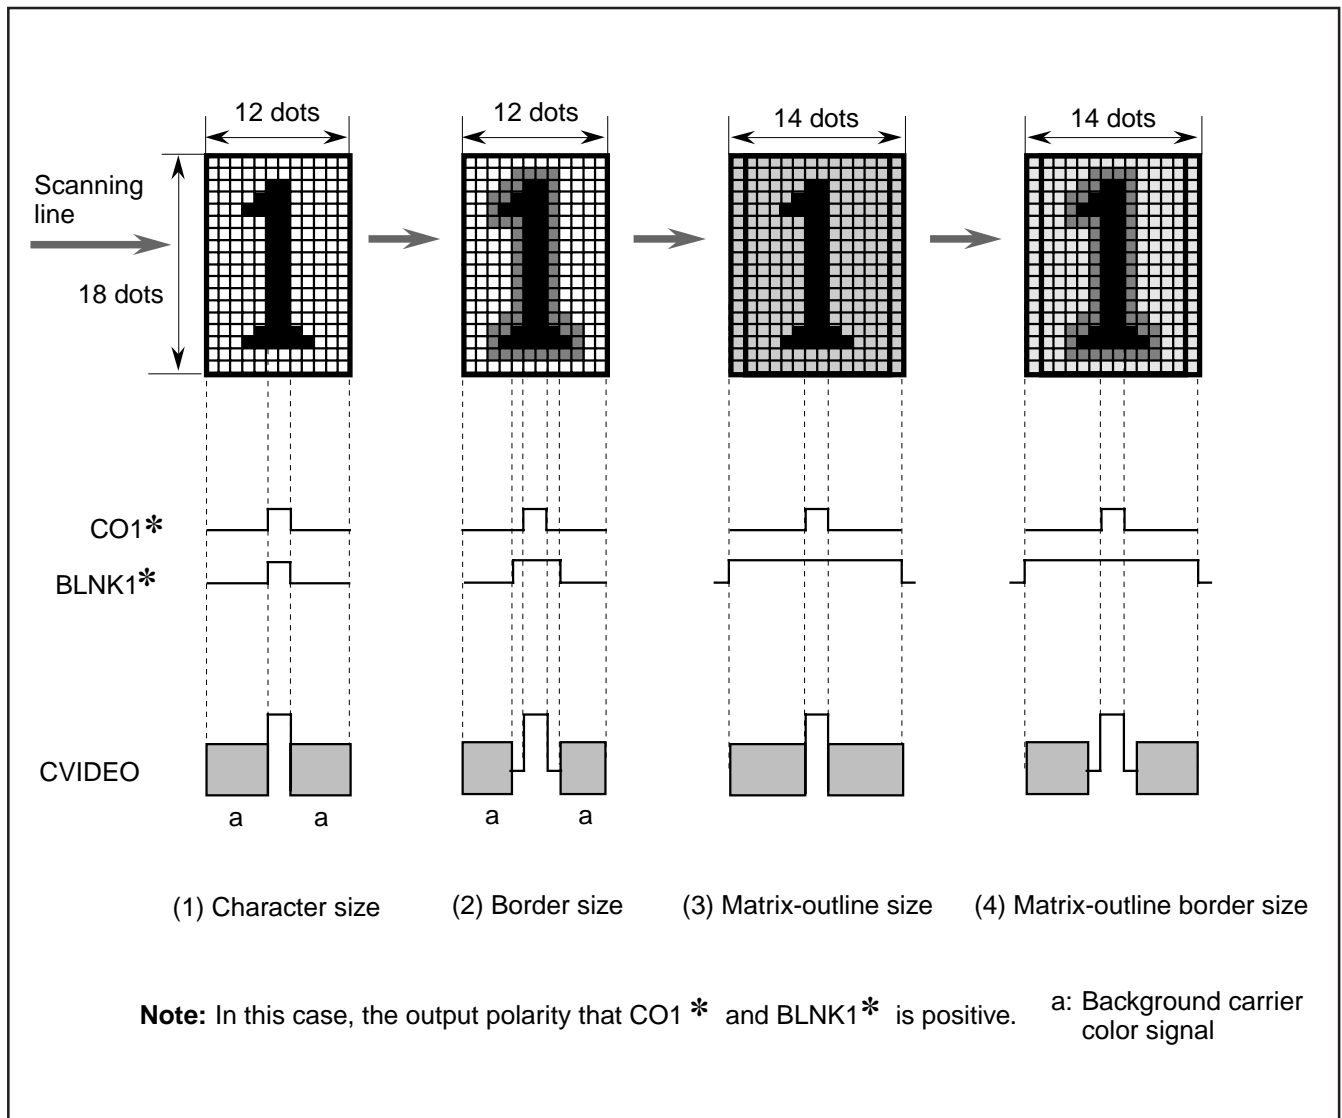 12 dots
12 dots
14 dots
14 dots
Scanning
line
18 dots
CO1*
BLNK1*
CVIDEO
a
a
a
a
(1) Character size
(2) Border size
(3) Matrix-outline size
(4) Matrix-outline border size
Note: In this case, the output polarity that CO1 * and BLNK1* is positive.
a: Background carrier
color signal